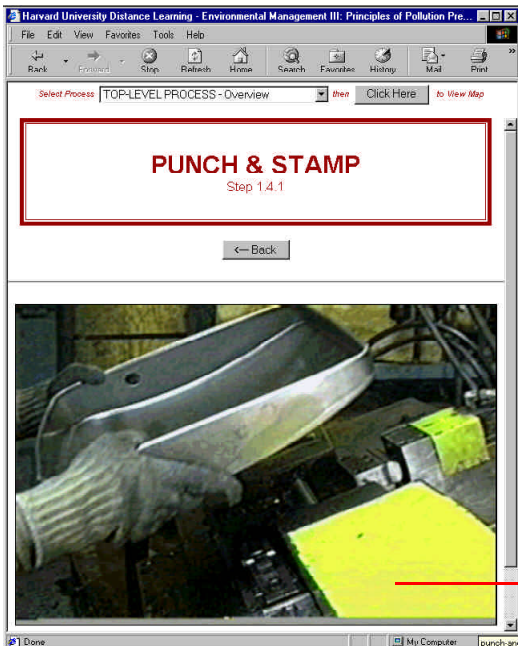 Harvard University Distance Learning - Environmental Management III: Principles of Pollution Pre...
File Edit View Favorites Tools Help
Back Forward Stop Refresh Home Search Favorites History Mail Print
Select Process TOP-LEVEL PROCESS - Overview then Click Here to View Map
PUNCH & STAMP
Step 1.4.1
<-- Back
Done My Computer punch-and